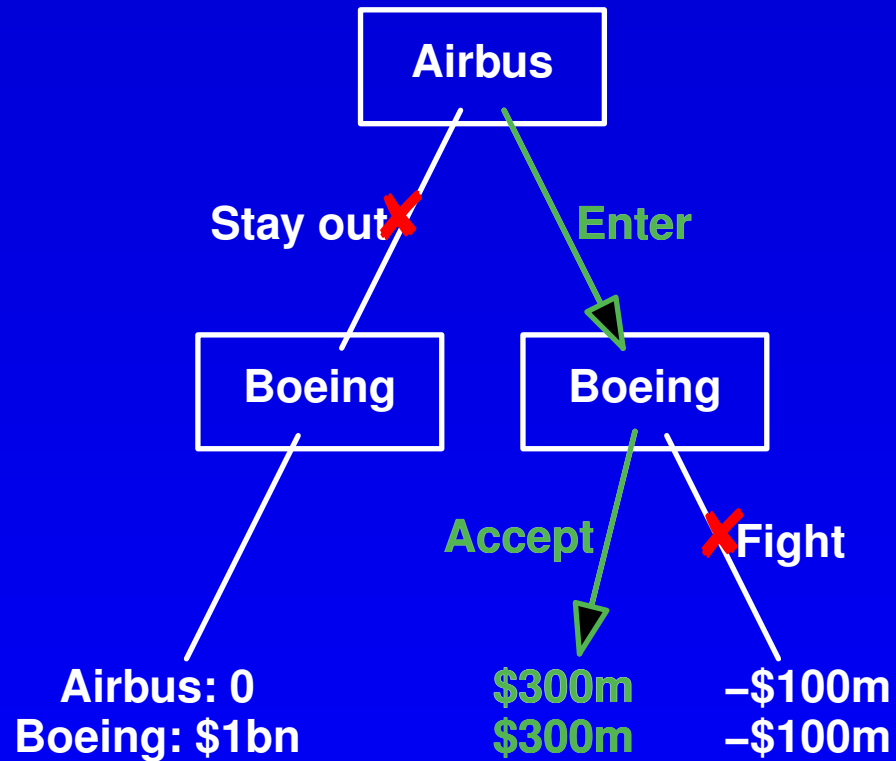 Airbus
Stay out
Enter
Boeing
Boeing
Accept
Fight
Airbus: 0 $300m –$100m
Boeing: $1bn $300m –$100m